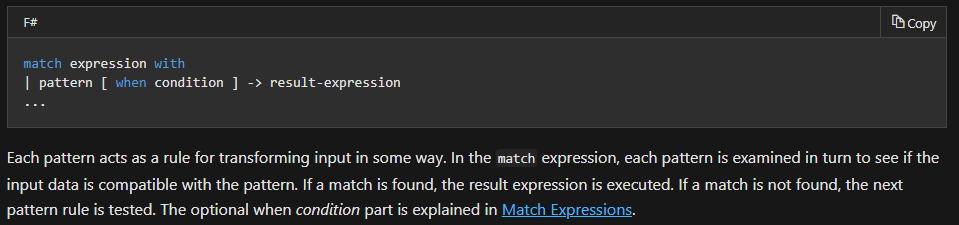 F#
Copy
match expression with
| pattern [ when condition ] -> result-expression
...
Each pattern acts as a rule for transforming input in some way. In the match expression, each pattern is examined in turn to see if the
input data is compatible with the pattern. If a match is found, the result expression is executed. If a match is not found, the next
pattern rule is tested. The optional when condition part is explained in Match Expressions.